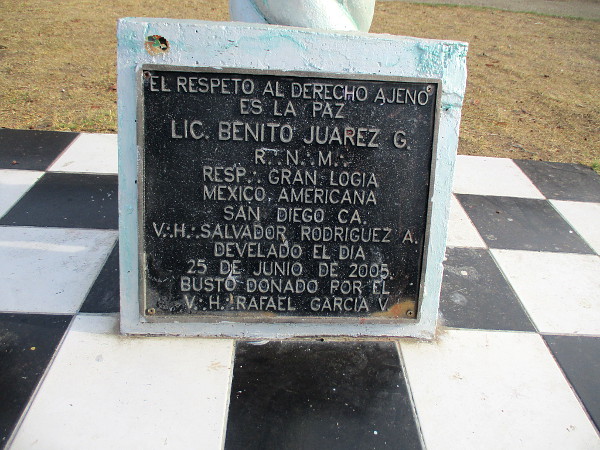 "EL RESPETO AL DERECHO AJENO
ES LA PAZ"
LIC. BENITO JUAREZ G.
R∴N∴M∴
RESP∴ GRAN LOGIA
MEXICO, AMERICANA
SAN DIEGO CA.
V∴H∴SALVADOR RODRIGUEZ A.
DEVELADO EL DIA
25 DE JUNIO DE 2005.
BUSTO DONADO POR EL
V∴H∴RAFAEL GARCIA V.